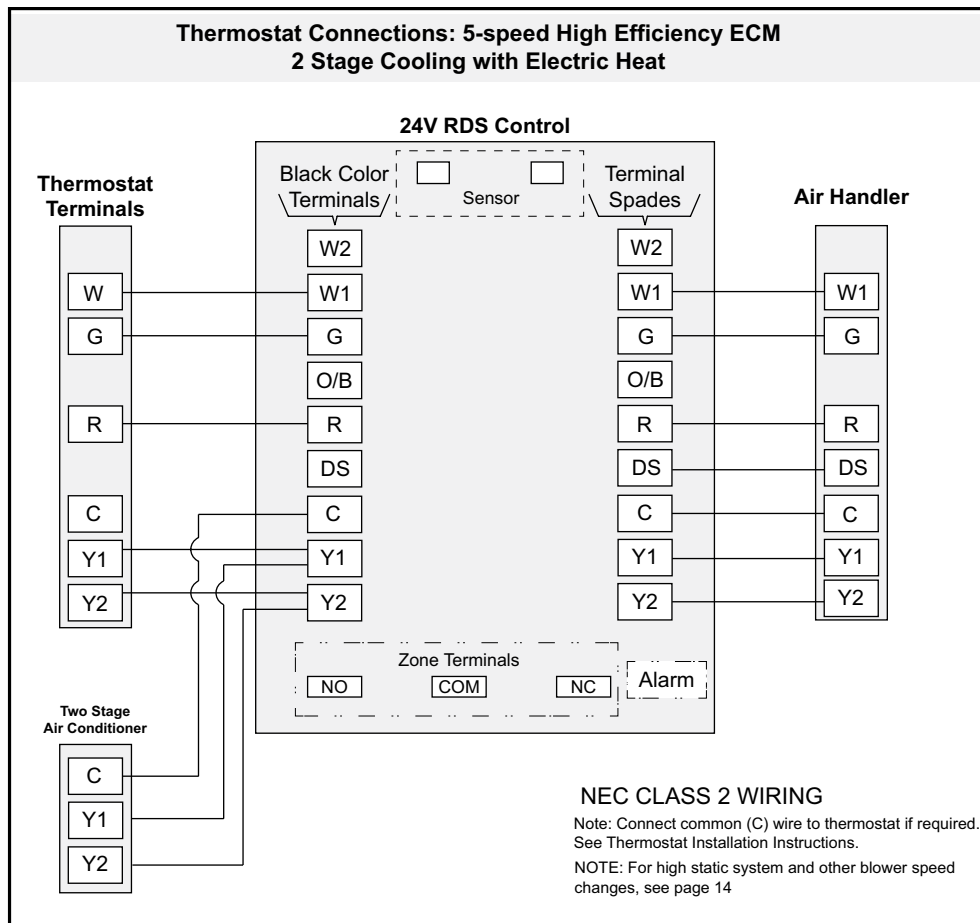 Thermostat Connections: 5-speed High Efficiency ECM
2 Stage Cooling with Electric Heat
24V RDS Control
Thermostat
Terminals
W
G
R
C
Y1
Y2
Black Color
Terminals
Sensor
Terminal
Spades
W2
W1
G
O/B
R
DS
C
Y1
Y2
W2
W1
G
O/B
R
DS
C
Y1
Y2
Air Handler
W1
G
R
DS
C
Y1
Y2
Zone Terminals
NO COM NC
Alarm
Two Stage
Air Conditioner
C
Y1
Y2
NEC CLASS 2 WIRING
Note: Connect common (C) wire to thermostat if required.
See Thermostat Installation Instructions.
NOTE: For high static system and other blower speed
changes, see page 14